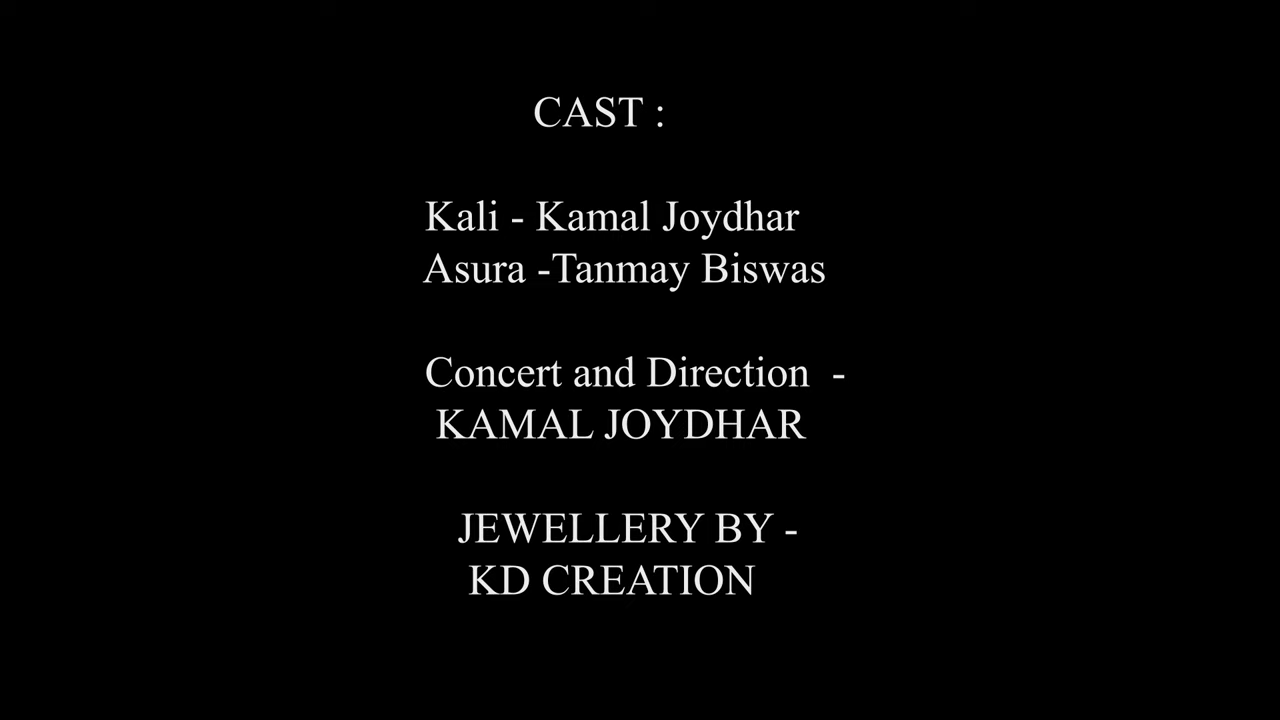 CAST :
Kali - Kamal Joydhar
Asura -Tanmay Biswas
Concert and Direction  -
KAMAL JOYDHAR
JEWELLERY BY -
KD CREATION